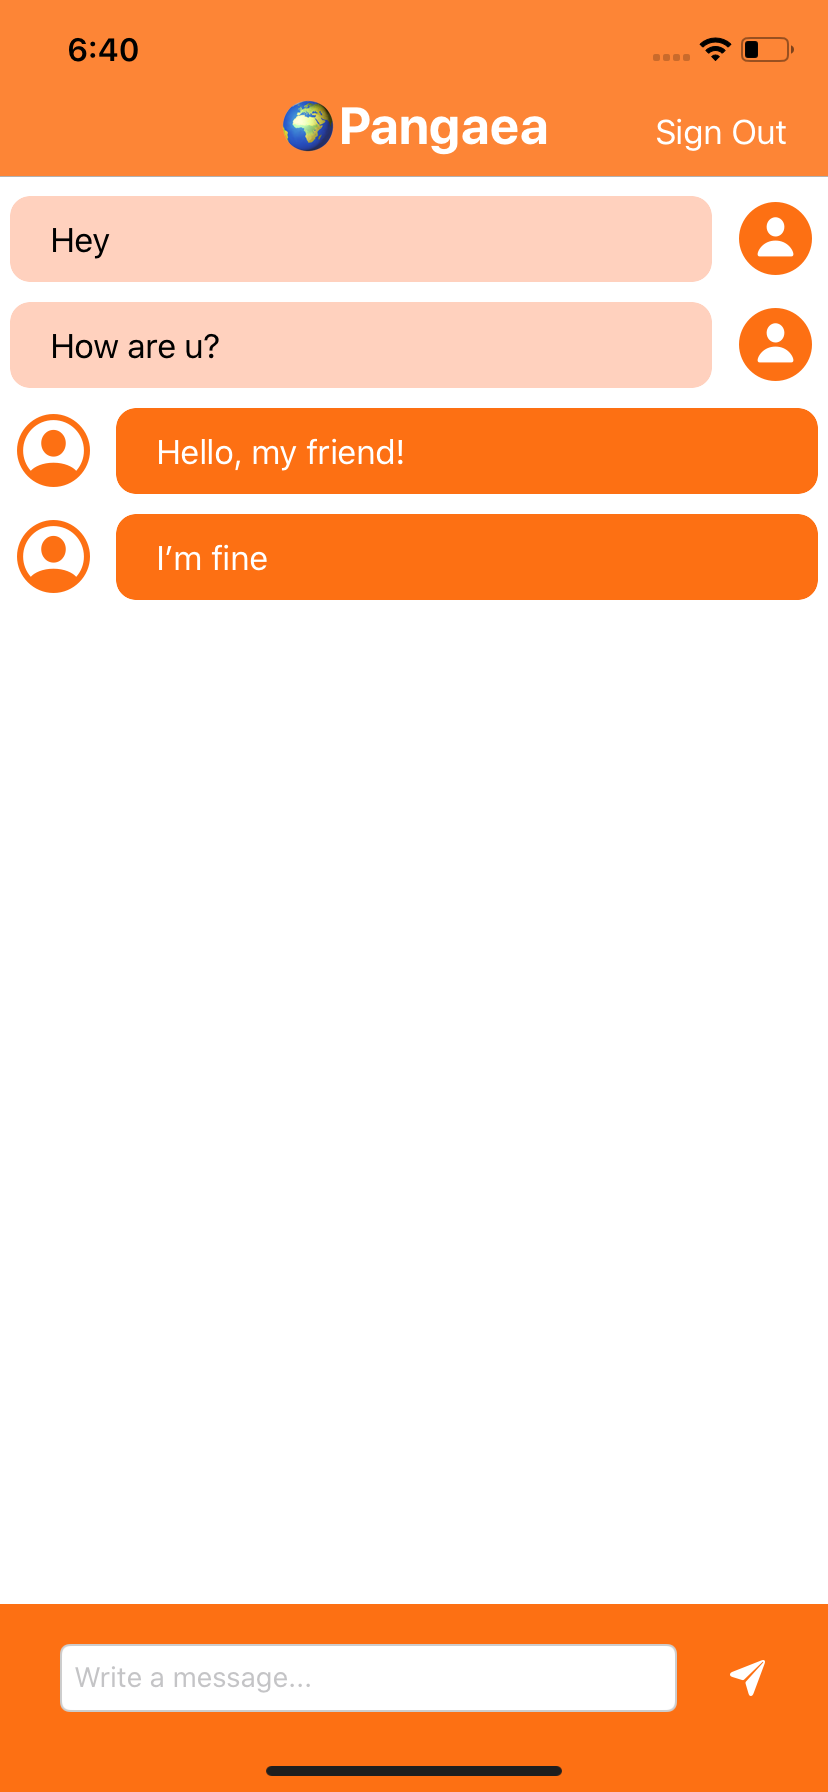 6:40
Pangaea
Sign Out
Hey
How are u?
Hello, my friend!
I’m fine
Write a message...